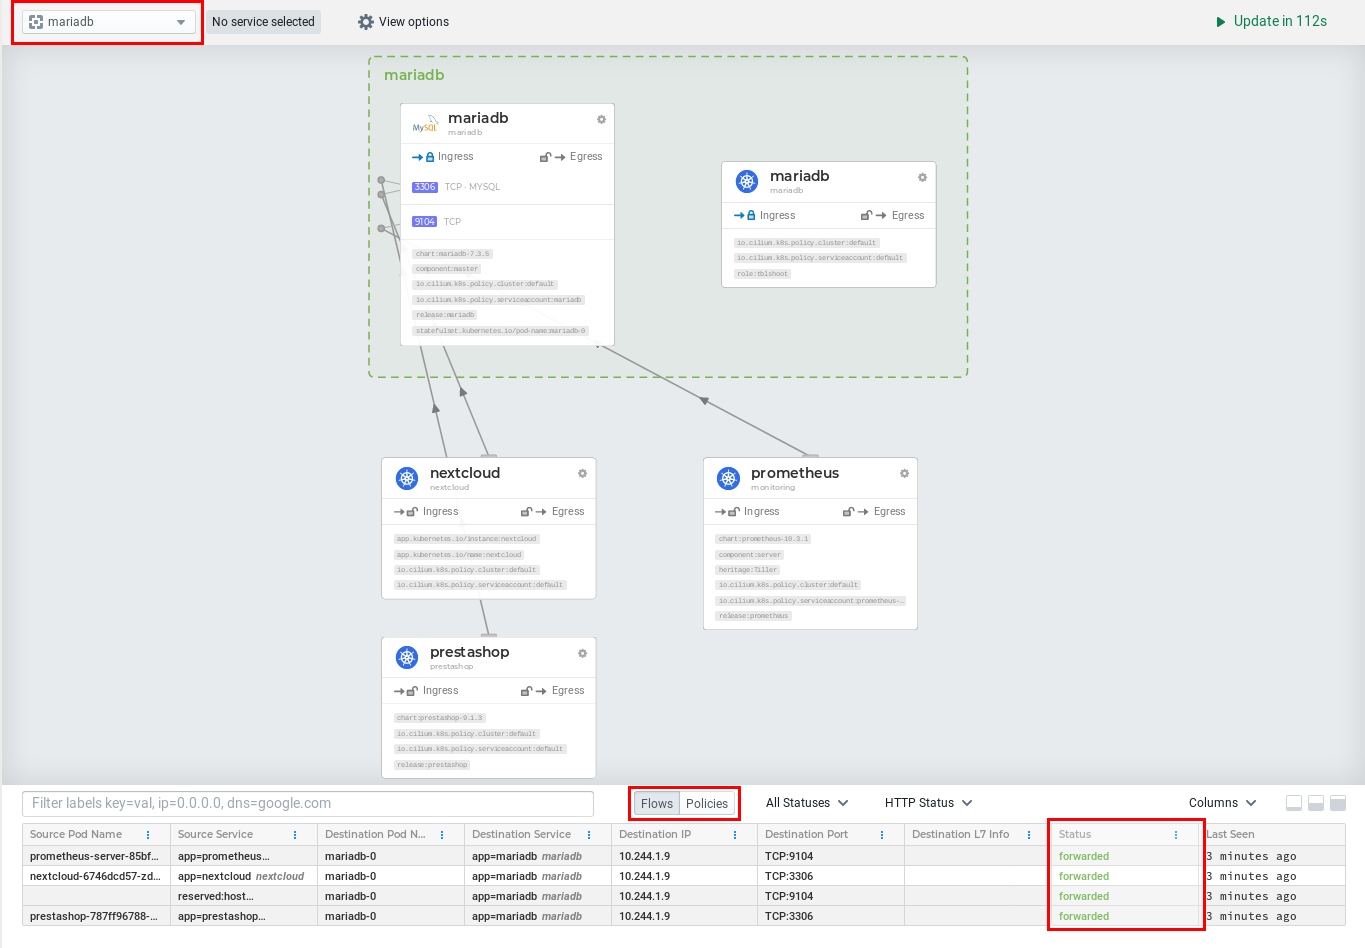 mariadb
No service selected
View options
Update in 112s
mariadb
MySQL
mariadb
mariadb
Ingress
Egress
3306 TCP · MYSQL
9104 TCP
chart:mariadb-7.3.5
component:master
io.cilium.k8s.policy.cluster:default
io.cilium.k8s.policy.serviceaccount:mariadb
release:mariadb
statefulset.kubernetes.io/pod-name:mariadb-0
mariadb
mariadb
Ingress
Egress
io.cilium.k8s.policy.cluster:default
io.cilium.k8s.policy.serviceaccount:default
role:tblshoot
nextcloud
nextcloud
Ingress
Egress
app.kubernetes.io/instance:nextcloud
app.kubernetes.io/name:nextcloud
io.cilium.k8s.policy.cluster:default
io.cilium.k8s.policy.serviceaccount:default
prometheus
monitoring
Ingress
Egress
chart:prometheus-10.3.1
component:server
heritage:Tiller
io.cilium.k8s.policy.cluster:default
io.cilium.k8s.policy.serviceaccount:prometheus-…
release:prometheus
prestashop
prestashop
Ingress
Egress
chart:prestashop-9.1.3
io.cilium.k8s.policy.cluster:default
io.cilium.k8s.policy.serviceaccount:default
release:prestashop
Filter labels key=val, ip=0.0.0.0, dns=google.com
Flows Policies
All Statuses
HTTP Status
Columns
Source Pod Name Source Service Destination Pod N... Destination Service Destination IP Destination Port Destination L7 Info Status Last Seen
prometheus-server-85bf... app=prometheus... mariadb-0 app=mariadb mariadb 10.244.1.9 TCP:9104 forwarded 3 minutes ago
nextcloud-6746dcd57-zd... app=nextcloud nextcloud mariadb-0 app=mariadb mariadb 10.244.1.9 TCP:3306 forwarded 3 minutes ago
reserved:host... mariadb-0 app=mariadb mariadb 10.244.1.9 TCP:9104 forwarded 3 minutes ago
prestashop-787ff96788-... app=prestashop... mariadb-0 app=mariadb mariadb 10.244.1.9 TCP:3306 forwarded 3 minutes ago